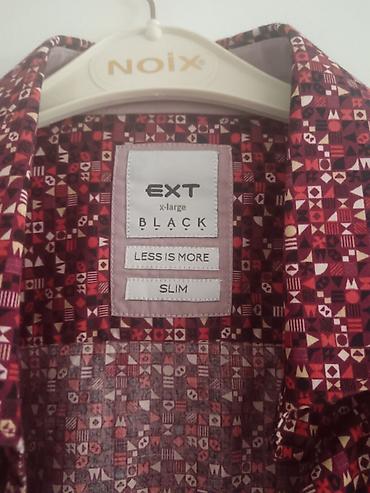 NOiX
EXT
x-large
BLACK
LESS IS MORE
SLIM